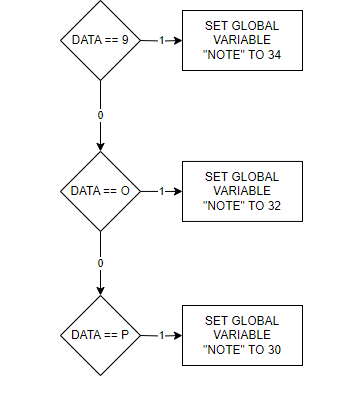 DATA == 9
1
SET GLOBAL
VARIABLE
"NOTE" TO 34
0
DATA == O
1
SET GLOBAL
VARIABLE
"NOTE" TO 32
0
DATA == P
1
SET GLOBAL
VARIABLE
"NOTE" TO 30